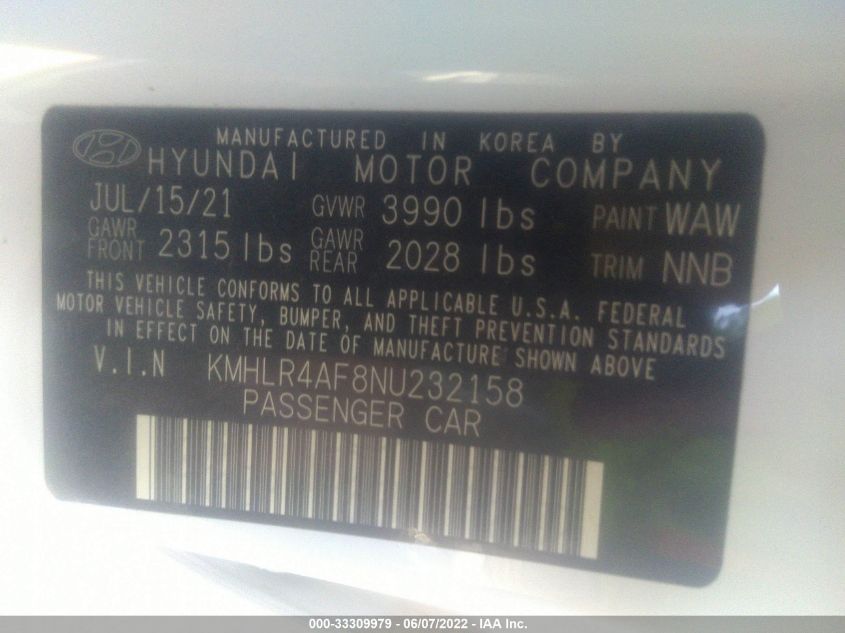 MANUFACTURED IN KOREA BY
HYUNDAI MOTOR COMPANY
JUL/15/21 GVWR 3990 lbs PAINT WAW
GAWR FRONT 2315 lbs GAWR REAR 2028 lbs TRIM NNB
THIS VEHICLE CONFORMS TO ALL APPLICABLE U.S.A. FEDERAL
MOTOR VEHICLE SAFETY, BUMPER, AND THEFT PREVENTION STANDARDS
IN EFFECT ON THE DATE OF MANUFACTURE SHOWN ABOVE
V.I.N KMHLR4AF8NU232158
PASSENGER CAR
000-33309979 - 06/07/2022 - IAA Inc.